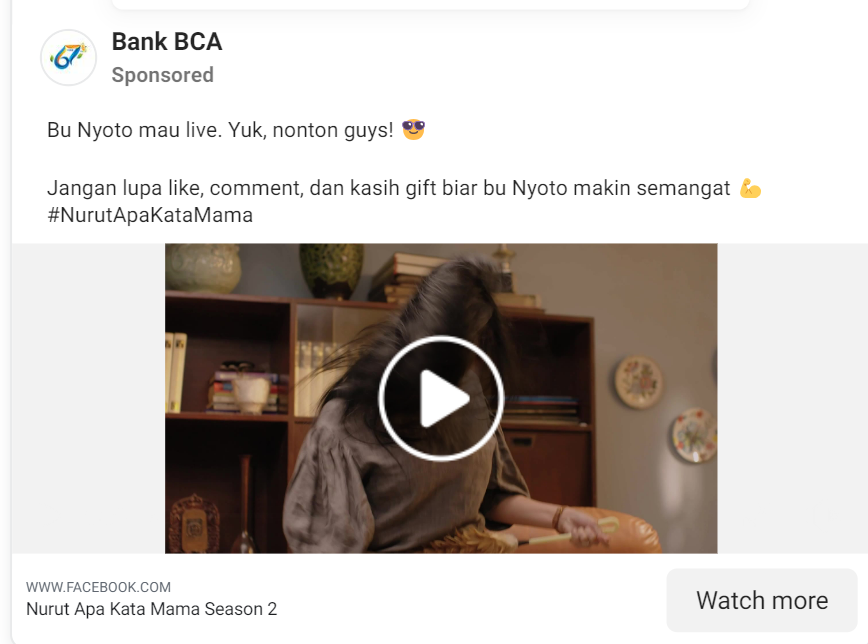 Bank BCA
Sponsored
Bu Nyoto mau live. Yuk, nonton guys! 😎
Jangan lupa like, comment, dan kasih gift biar bu Nyoto makin semangat 💪
#NurutApaKataMama
WWW.FACEBOOK.COM
Nurut Apa Kata Mama Season 2
Watch more
67